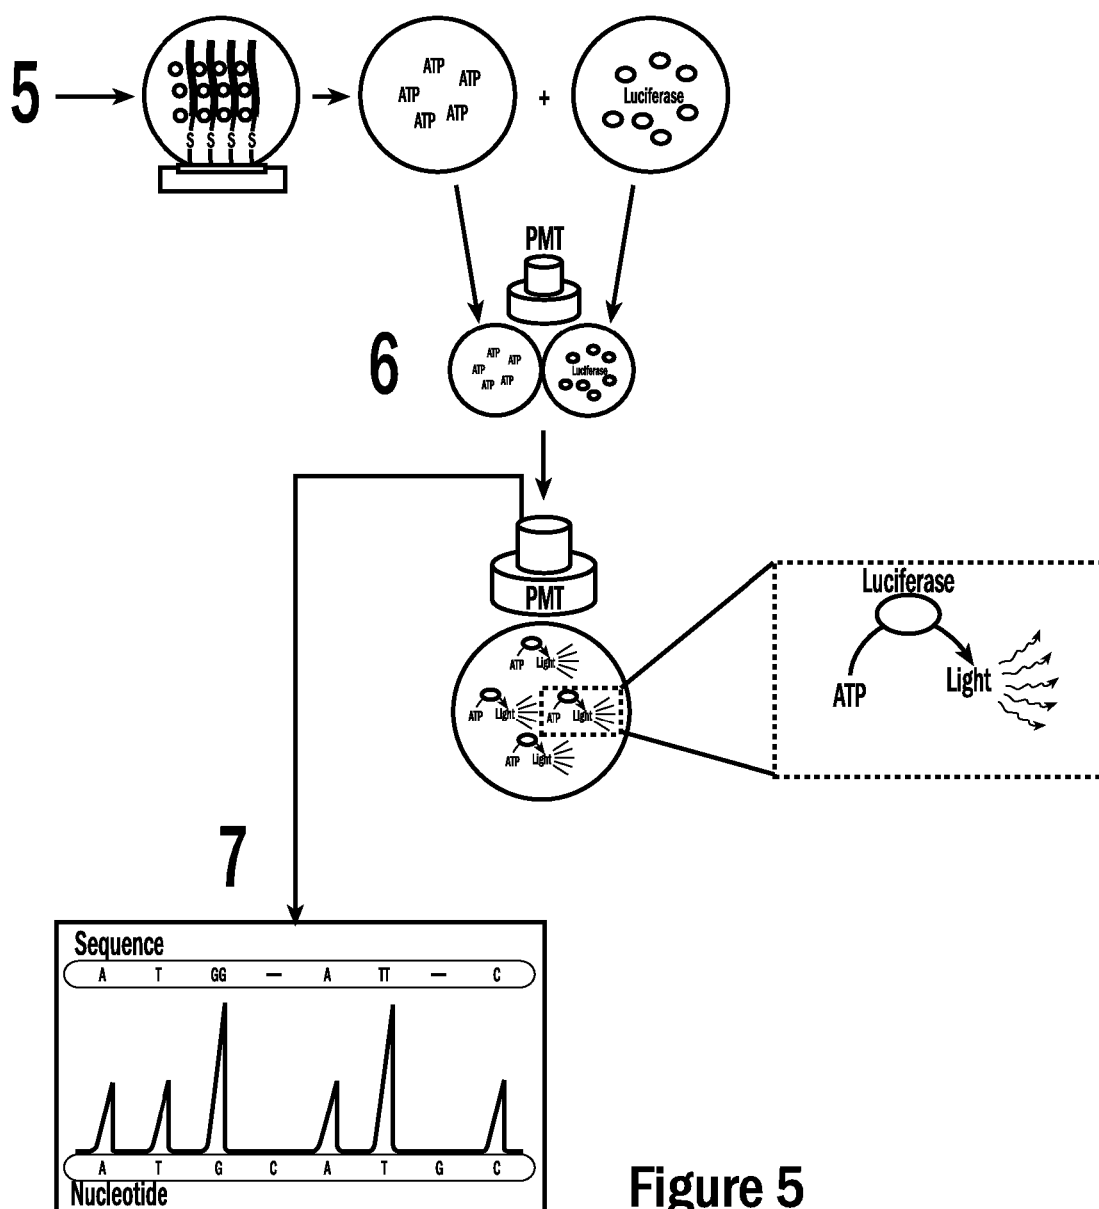 5
S S S S
ATP
ATP
ATP
ATP
ATP
+
Luciferase
PMT
6
ATP
ATP
ATP
ATP
ATP
Luciferase
PMT
ATP Light
ATP Light
ATP Light
ATP Light
Luciferase
ATP
Light
7
Sequence
A T GG — A TT — C
A T G C A T G C
Nucleotide
Figure 5